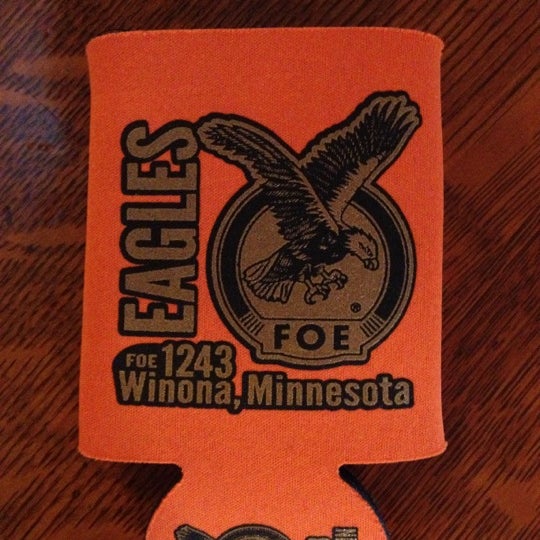 EAGLES
FOE
®
FOE 1243
Winona, Minnesota